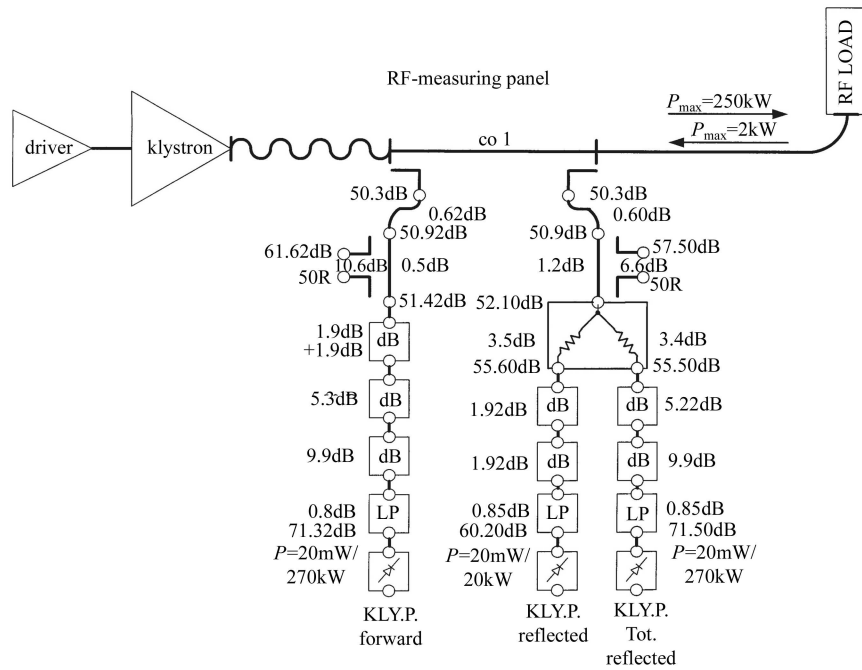 RF-measuring panel
RF LOAD
P_max=250kW
P_max=2kW
driver
klystron
co 1
50.3dB
0.62dB
50.92dB
61.62dB
10.6dB
0.5dB
50R
51.42dB
1.9dB
+1.9dB
dB
5.3dB
dB
9.9dB
dB
0.8dB
LP
71.32dB
P=20mW/
270kW
KLY.P.
forward
50.3dB
0.60dB
50.9dB
57.50dB
1.2dB
6.6dB
50R
52.10dB
3.5dB
3.4dB
55.60dB
55.50dB
1.92dB
dB
1.92dB
dB
0.85dB
LP
60.20dB
P=20mW/
20kW
KLY.P.
reflected
dB
5.22dB
dB
9.9dB
LP
0.85dB
71.50dB
P=20mW/
270kW
KLY.P.
Tot.
reflected